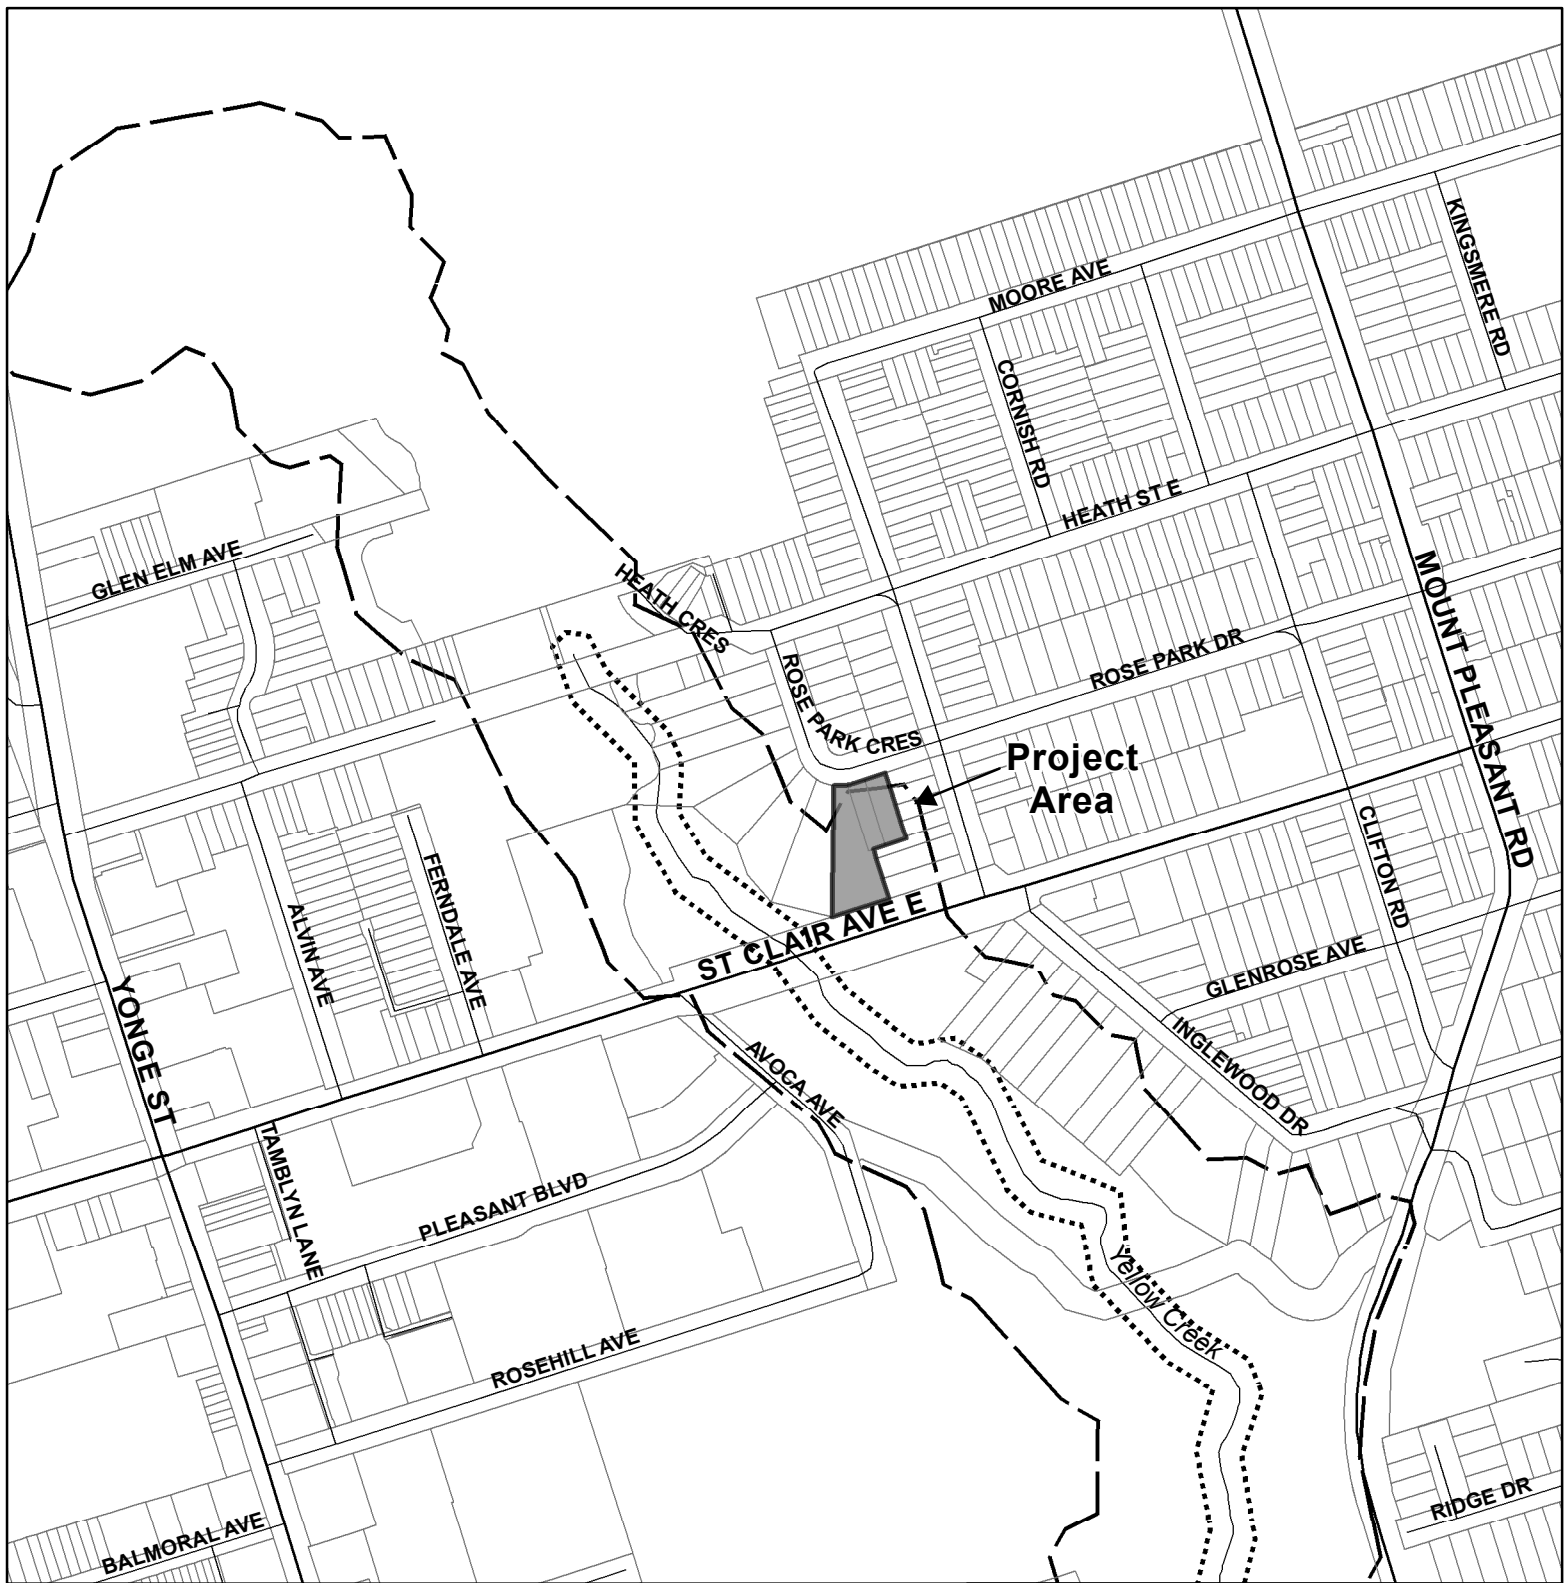 KINGSMERE RD
MOORE AVE
CORNISH RD
HEATH ST E
GLEN ELM AVE
HEATH CRES
MOUNT PLEASANT RD
ROSE PARK DR
ROSE PARK CRES
Project
Area
CLIFTON RD
FERNDALE AVE
ALVIN AVE
ST CLAIR AVE E
GLENROSE AVE
YONGE ST
INGLEWOOD DR
AVOCA AVE
TAMBLYN LANE
PLEASANT BLVD
Yellow Creek
ROSEHILL AVE
RIDGE DR
BALMORAL AVE